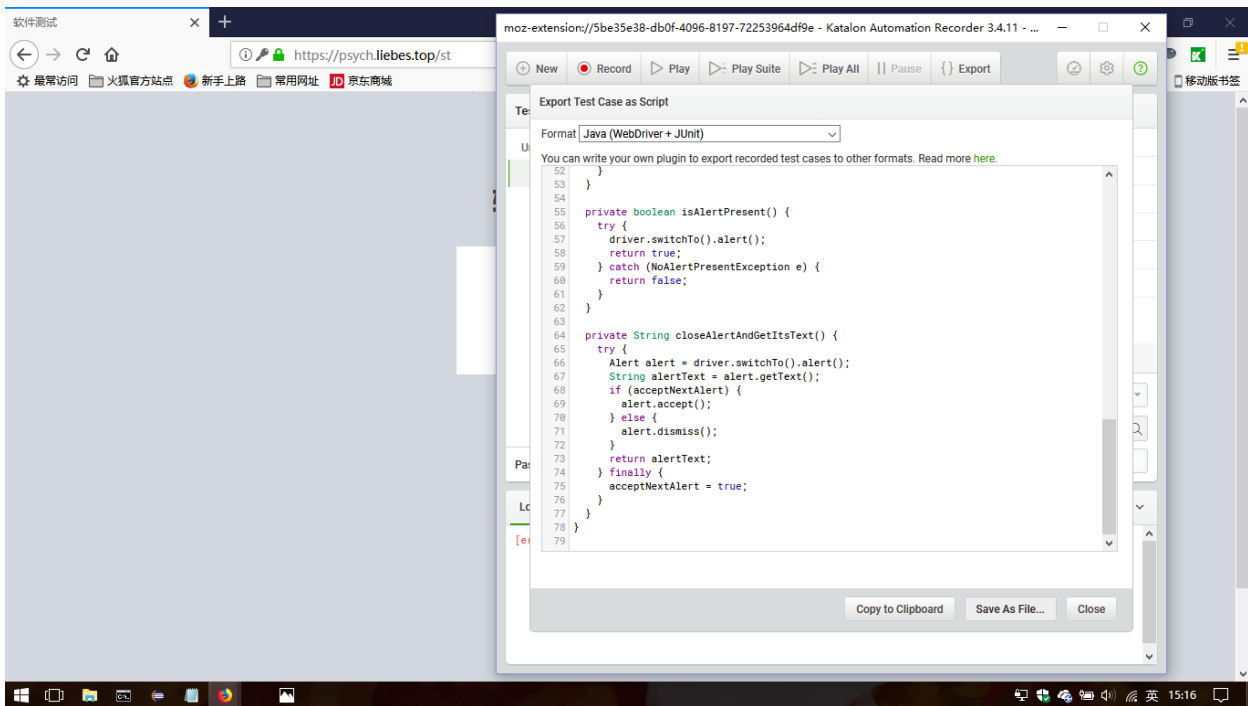 软件测试
moz-extension://5be35e38-db0f-4096-8197-72253964df9e - Katalon Automation Recorder 3.4.11 - ...
https://psych.liebes.top/st
最常访问 火狐官方站点 新手上路 常用网址 JD 京东商城
移动版书签
New Record Play Play Suite Play All Pause { } Export
Export Test Case as Script
Format Java (WebDriver + JUnit)
You can write your own plugin to export recorded test cases to other formats. Read more here.
52 }
53 }
54
55 private boolean isAlertPresent() {
56 try {
57 driver.switchTo().alert();
58 return true;
59 } catch (NoAlertPresentException e) {
60 return false;
61 }
62 }
63
64 private String closeAlertAndGetItsText() {
65 try {
66 Alert alert = driver.switchTo().alert();
67 String alertText = alert.getText();
68 if (acceptNextAlert) {
69 alert.accept();
70 } else {
71 alert.dismiss();
72 }
73 return alertText;
74 } finally {
75 acceptNextAlert = true;
76 }
77 }
78 }
79
Copy to Clipboard Save As File... Close
英 15:16